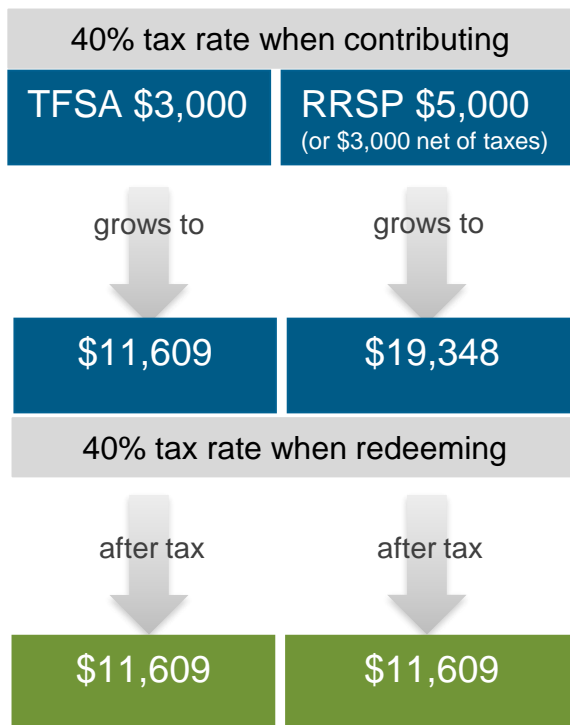 40% tax rate when contributing
TFSA $3,000
RRSP $5,000
(or $3,000 net of taxes)
grows to
grows to
$11,609
$19,348
40% tax rate when redeeming
after tax
after tax
$11,609
$11,609